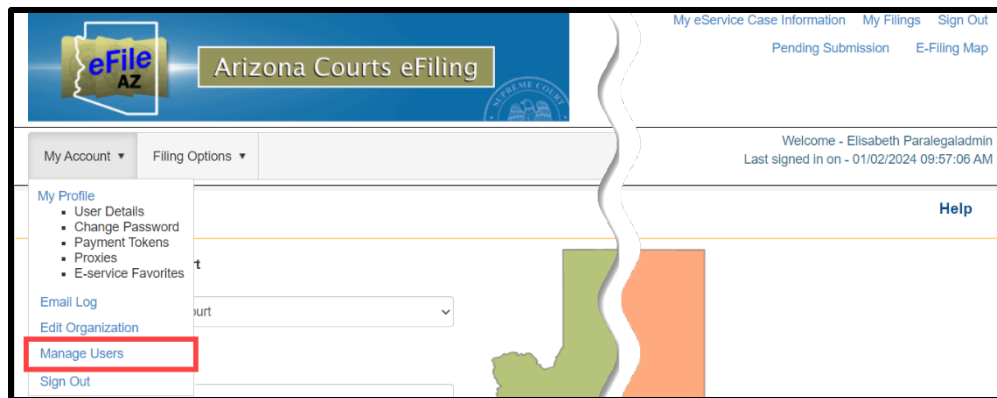 My eService Case Information My Filings Sign Out
Pending Submission E-Filing Map
eFile
AZ
Arizona Courts eFiling
SUPREME COURT
My Account ▼ Filing Options ▼
Welcome - Elisabeth Paralegaladmin
Last signed in on - 01/02/2024 09:57:06 AM
My Profile
▪ User Details
▪ Change Password
▪ Payment Tokens
▪ Proxies
▪ E-service Favorites
Help
Email Log
Edit Organization
Manage Users
Sign Out